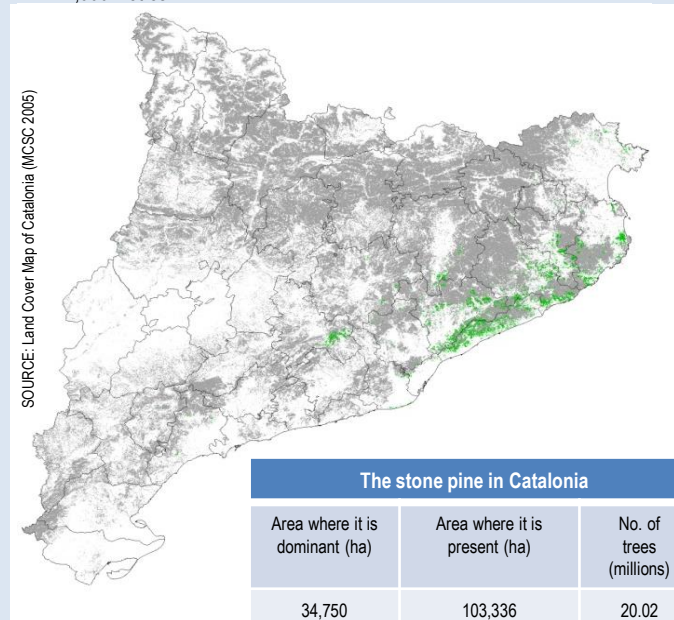 SOURCE: Land Cover Map of Catalonia (MCSC 2005)
The stone pine in Catalonia
Area where it is
dominant (ha)
Area where it is
present (ha)
No. of
trees
(millions)
34,750
103,336
20.02